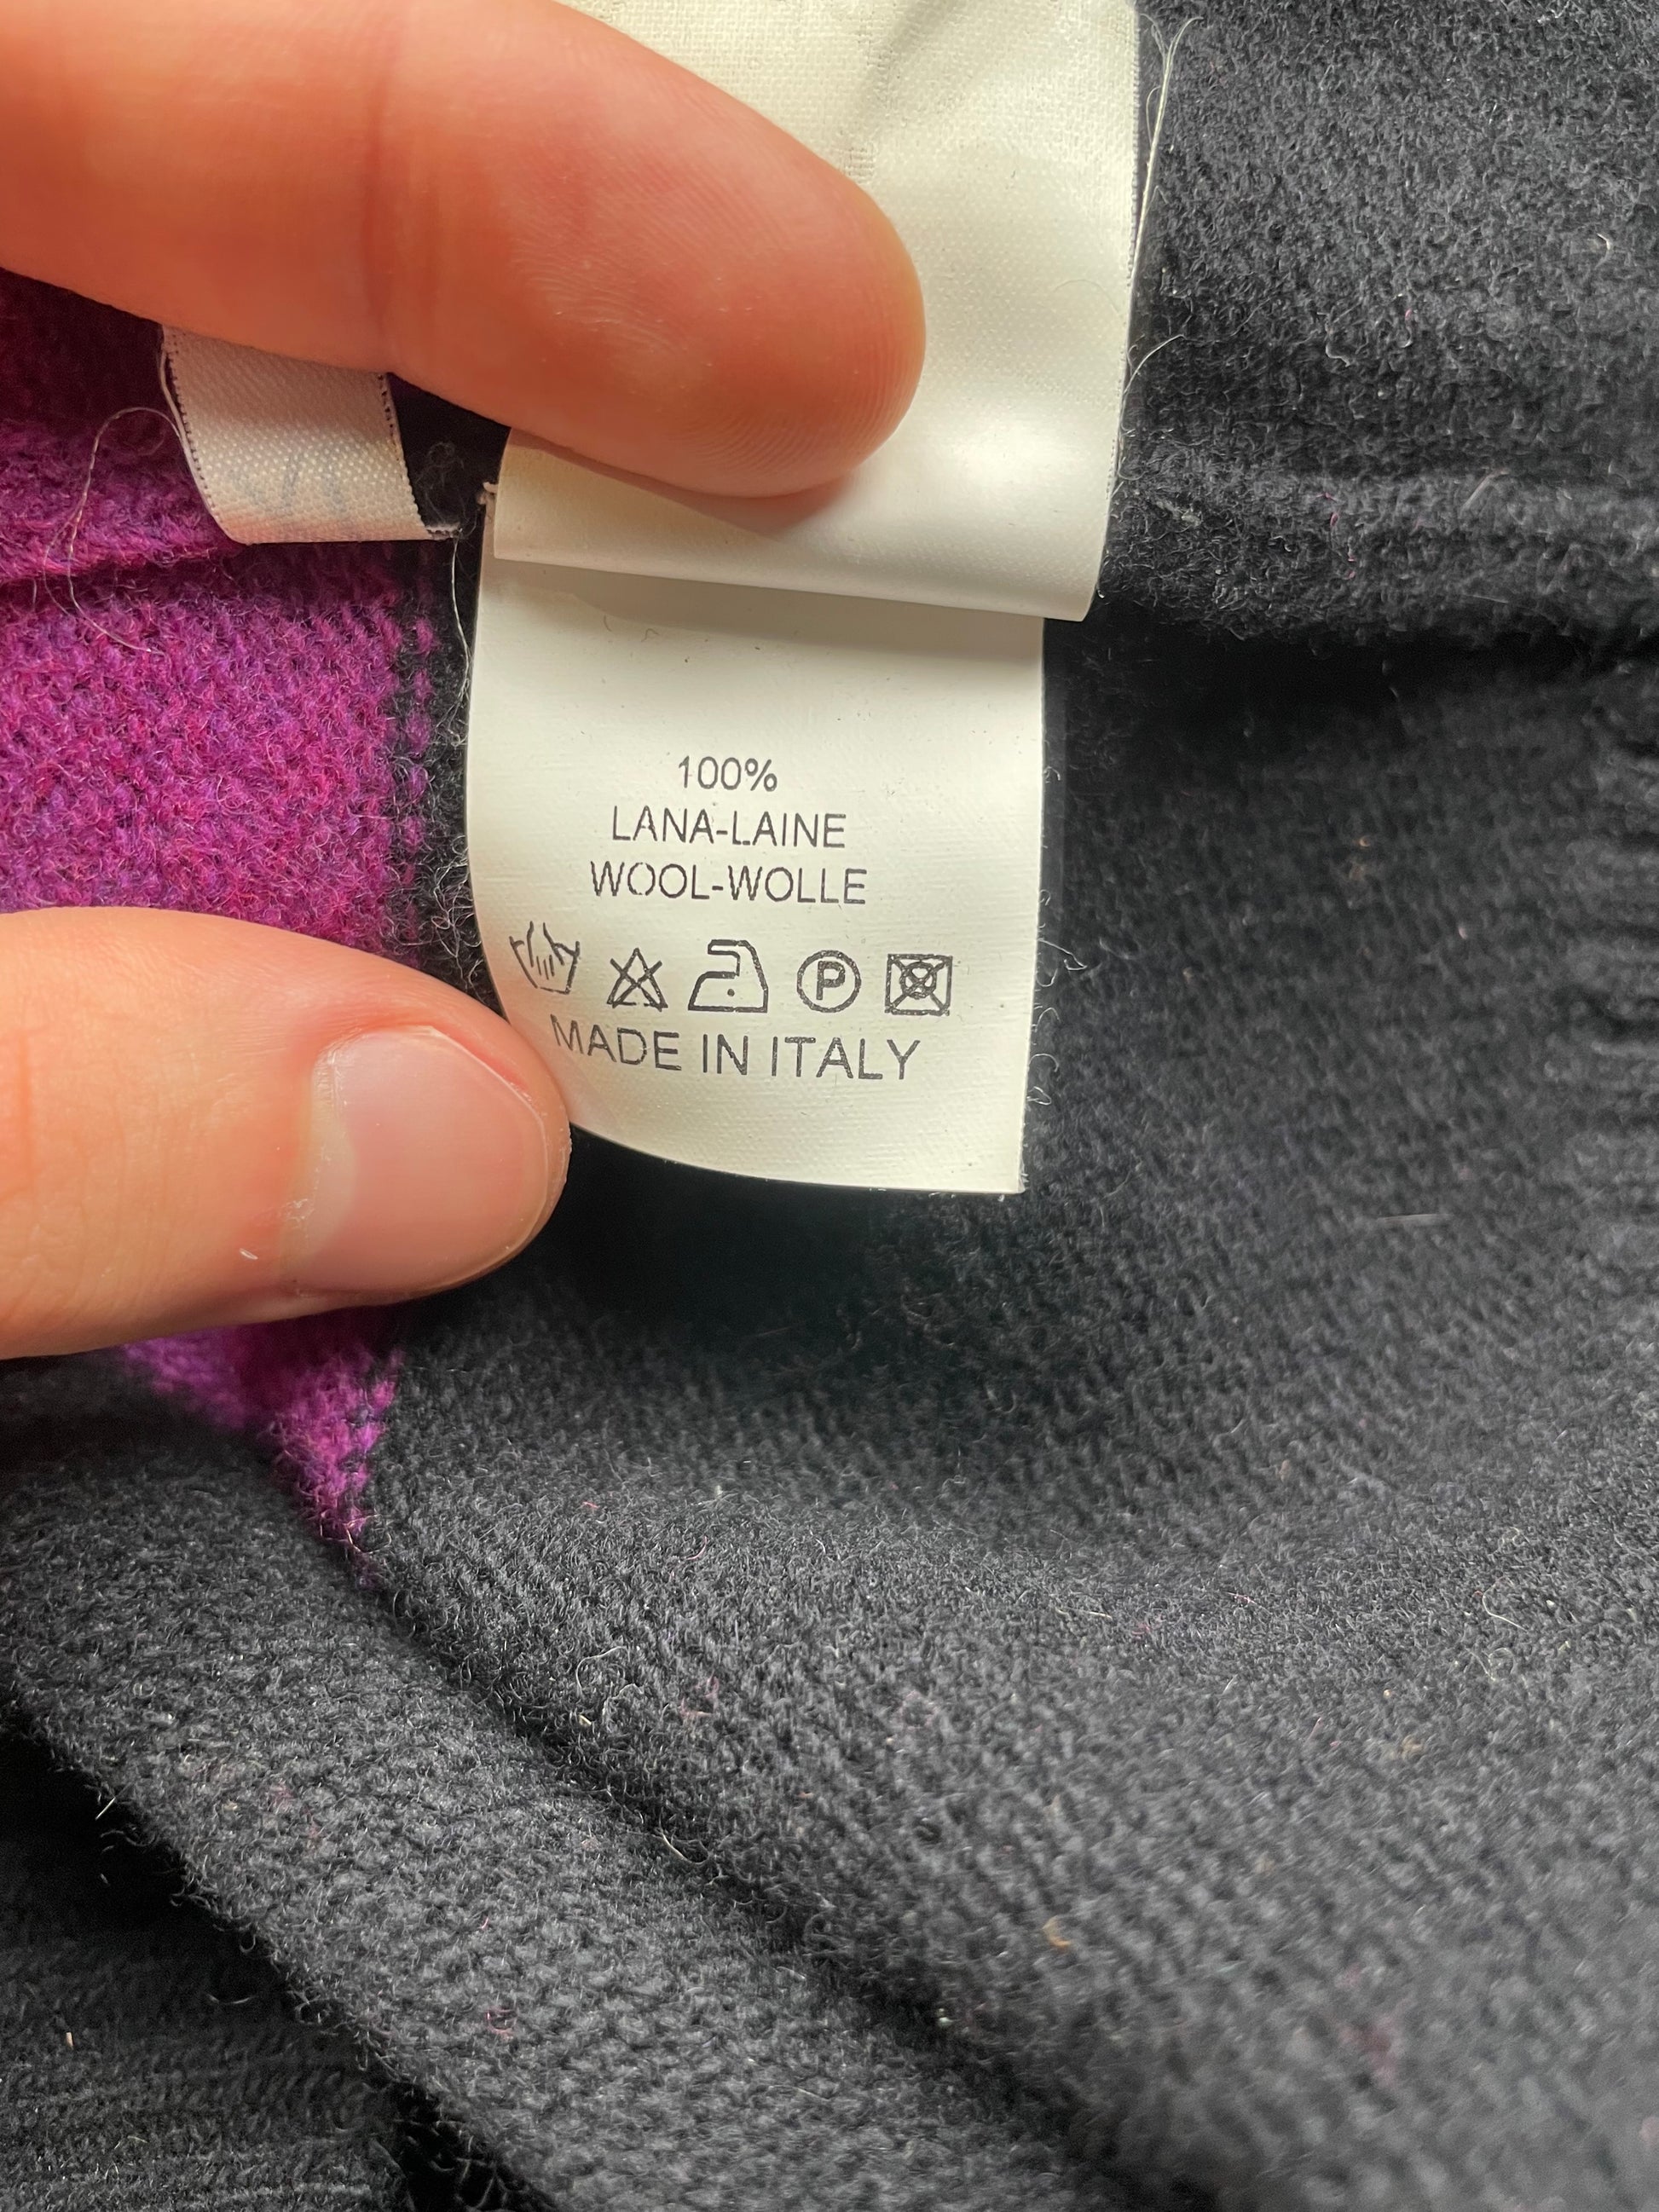 100%
LANA-LAINE
WOOL-WOLLE
P
MADE IN ITALY